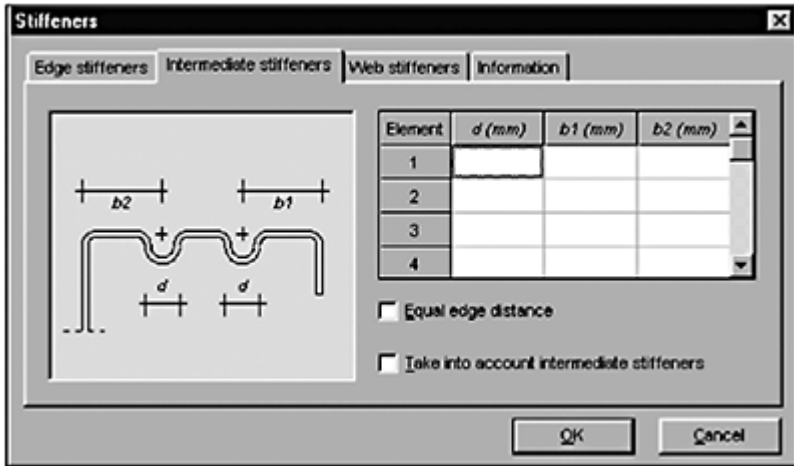 Stiffeners
Edge stiffeners Intermediate stiffeners Web stiffeners Information
b2 b1
d d
Element d (mm) b1 (mm) b2 (mm)
1
2
3
4
Equal edge distance
Take into account intermediate stiffeners
OK Cancel